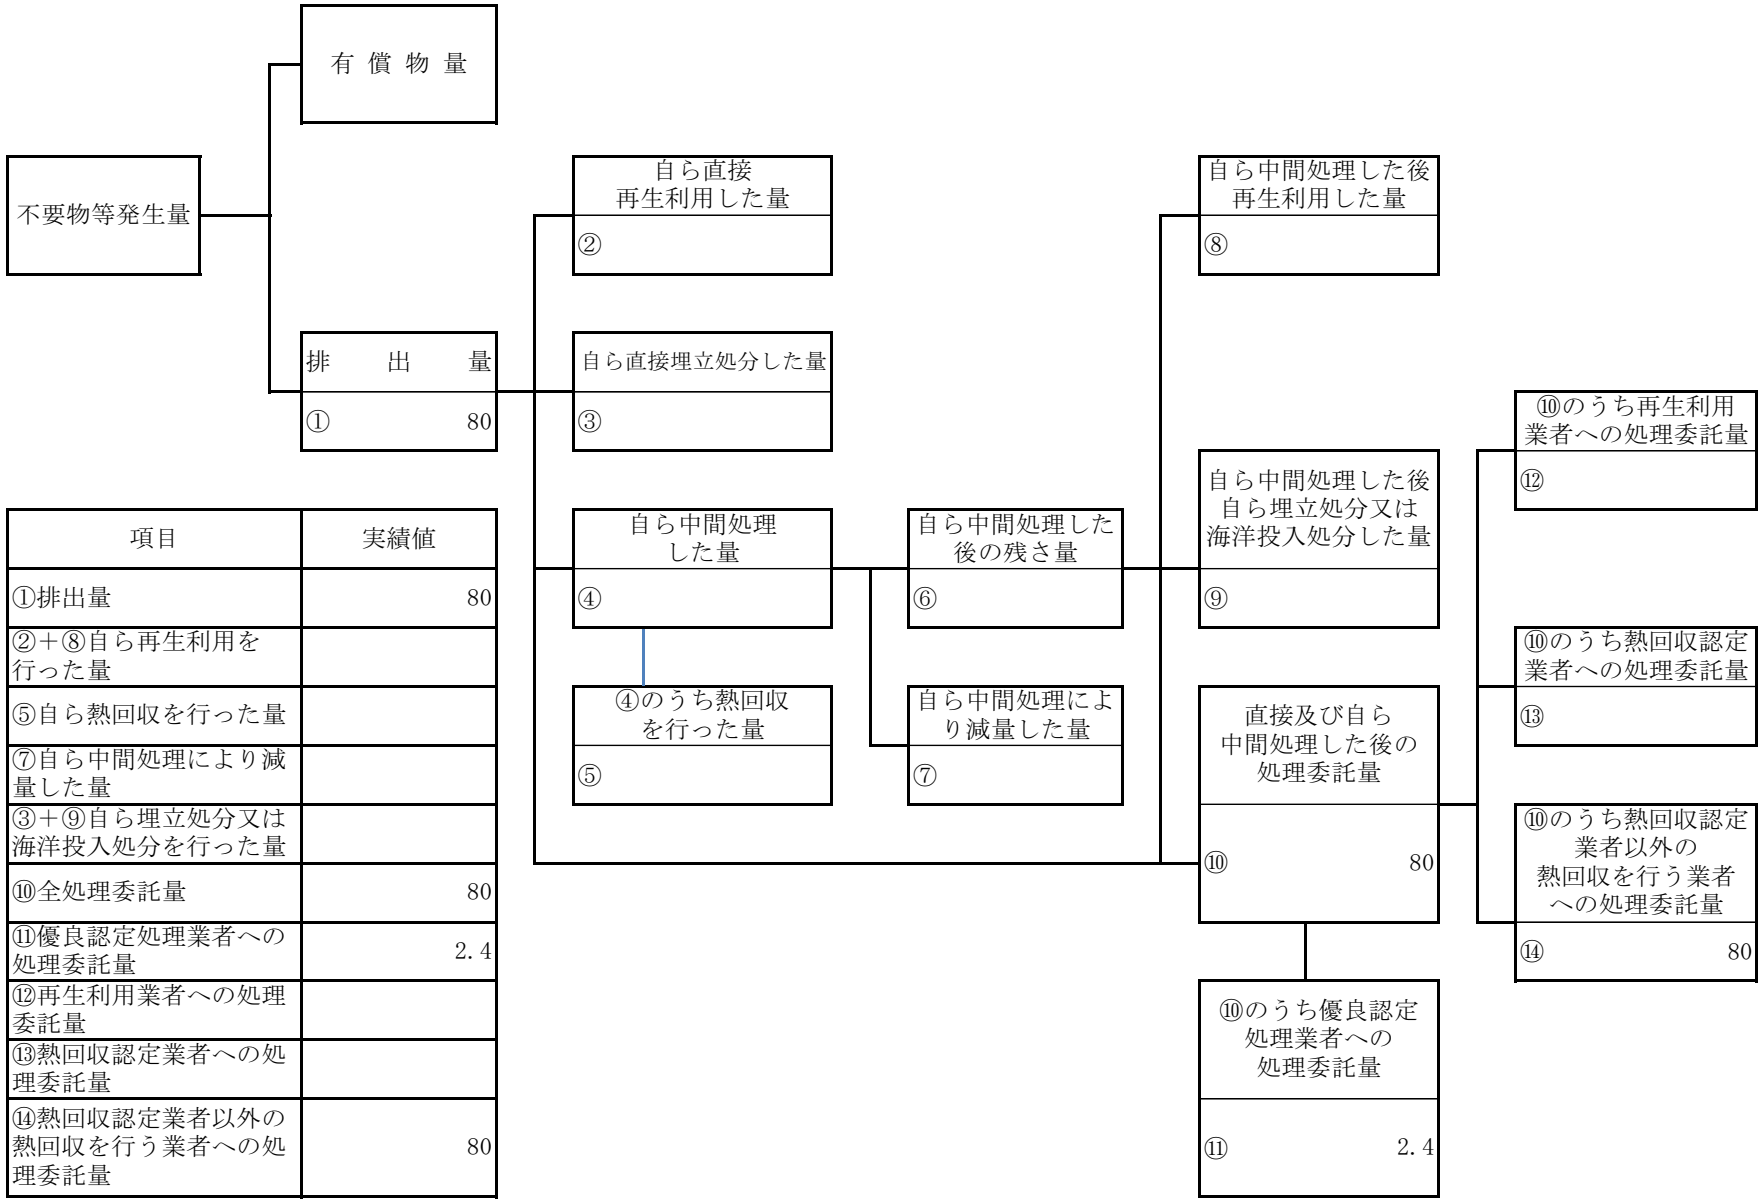 有償物量
不要物等発生量
自ら直接
再生利用した量
②
自ら中間処理した後
再生利用した量
⑧
排出量
① 80
自ら直接埋立処分した量
③
⑩のうち再生利用
業者への処理委託量
⑫
自ら中間処理した後
自ら埋立処分又は
海洋投入処分した量
⑨
自ら中間処理
した量
④
自ら中間処理した
後の残さ量
⑥
⑩のうち熱回収認定
業者への処理委託量
⑬
④のうち熱回収
を行った量
⑤
自ら中間処理によ
り減量した量
⑦
直接及び自ら
中間処理した後の
処理委託量
⑩ 80
⑩のうち熱回収認定
業者以外の
熱回収を行う業者
への処理委託量
⑭ 80
⑩のうち優良認定
処理業者への
処理委託量
⑪ 2.4
項目 実績値
①排出量 80
②＋⑧自ら再生利用を
行った量
⑤自ら熱回収を行った量
⑦自ら中間処理により減
量した量
③＋⑨自ら埋立処分又は
海洋投入処分を行った量
⑩全処理委託量 80
⑪優良認定処理業者への
処理委託量 2.4
⑫再生利用業者への処理
委託量
⑬熱回収認定業者への処
理委託量
⑭熱回収認定業者以外の
熱回収を行う業者への処 80
理委託量